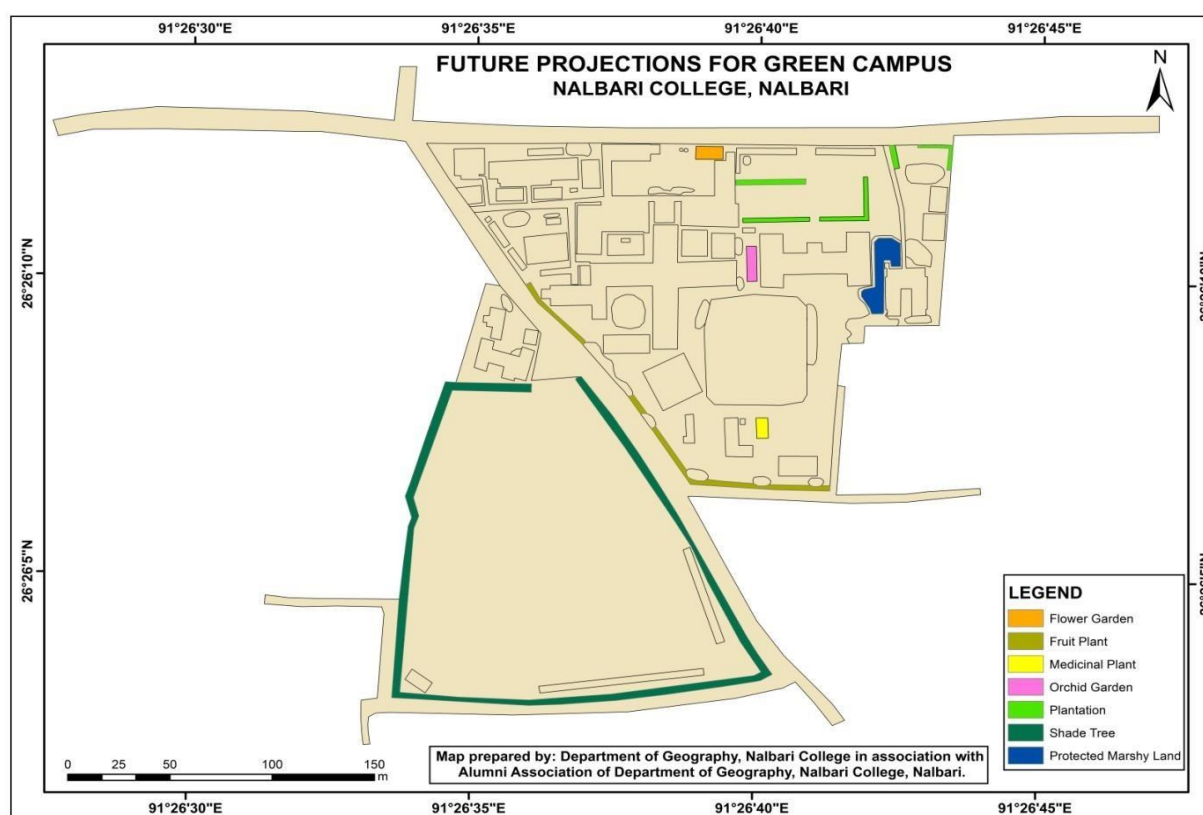 91°26'30"E 91°26'35"E 91°26'40"E 91°26'45"E
FUTURE PROJECTIONS FOR GREEN CAMPUS
NALBARI COLLEGE, NALBARI
N
26°26'10"N
26°26'5"N
LEGEND
Flower Garden
Fruit Plant
Medicinal Plant
Orchid Garden
Plantation
Shade Tree
Protected Marshy Land
0 25 50 100 150
m
Map prepared by: Department of Geography, Nalbari College in association with
Alumni Association of Department of Geography, Nalbari College, Nalbari.
91°26'30"E 91°26'35"E 91°26'40"E 91°26'45"E